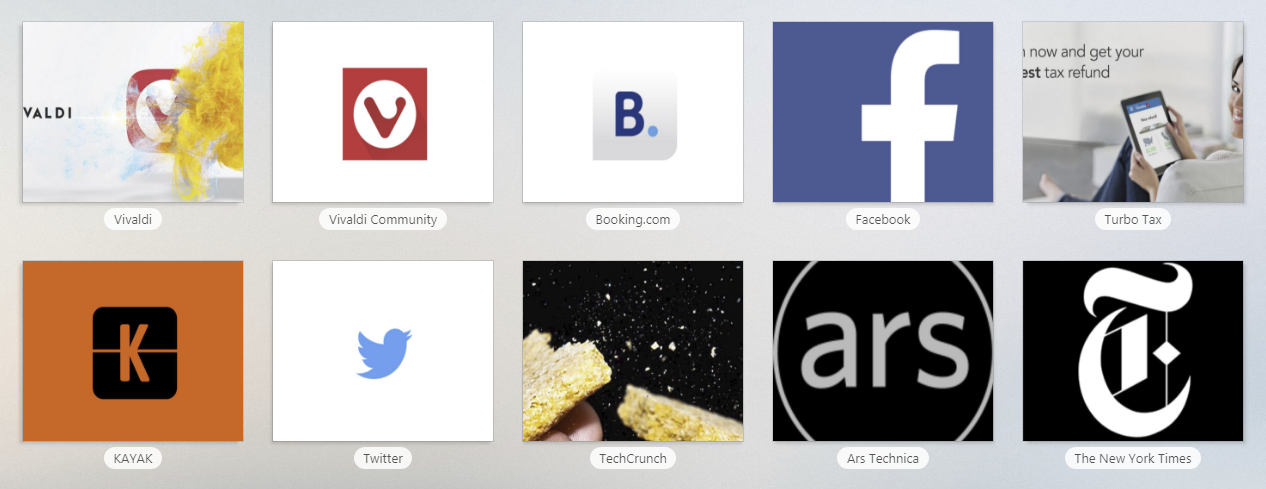 VALDI
B.
f
n now and get your
est tax refund
Vivaldi
Vivaldi Community
Booking.com
Facebook
Turbo Tax
K
ars
T
KAYAK
Twitter
TechCrunch
Ars Technica
The New York Times